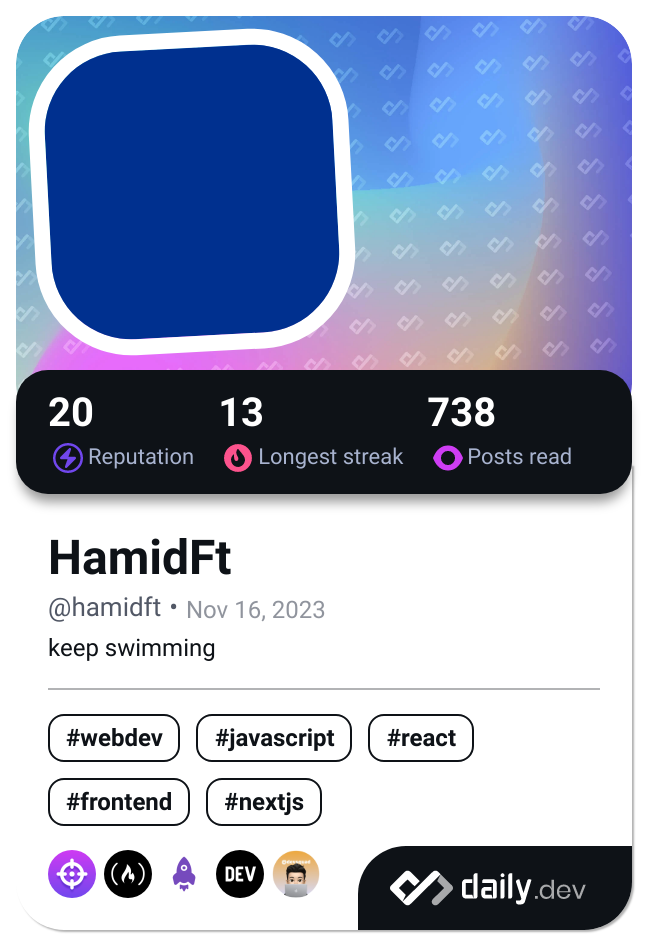 20 13 738
Reputation Longest streak Posts read
HamidFt
@hamidft • Nov 16, 2023
keep swimming
#webdev #javascript #react
#frontend #nextjs
DEV
daily.dev